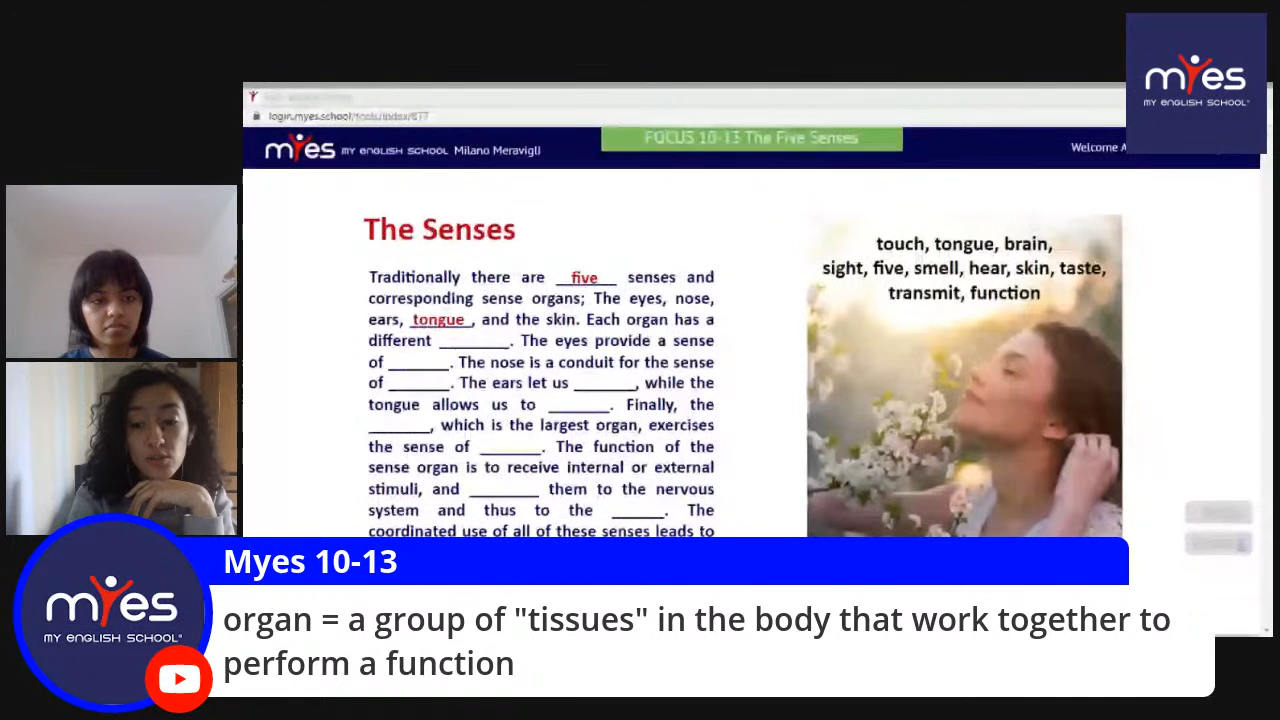 myes
MY ENGLISH SCHOOL
login.myes.school/tools/index/877
myes MY ENGLISH SCHOOL Milano Meravigli
FOCUS 10-13 The Five Senses
Welcome A
The Senses
Traditionally there are five senses and
corresponding sense organs; The eyes, nose,
ears, tongue, and the skin. Each organ has a
different ________. The eyes provide a sense
of _______. The nose is a conduit for the sense
of _______. The ears let us _______, while the
tongue allows us to _______. Finally, the
_______, which is the largest organ, exercises
the sense of _______. The function of the
sense organ is to receive internal or external
stimuli, and ________ them to the nervous
system and thus to the ______. The
coordinated use of all of these senses leads to
touch, tongue, brain,
sight, five, smell, hear, skin, taste,
transmit, function
myes
MY ENGLISH SCHOOL
Myes 10-13
organ = a group of "tissues" in the body that work together to
perform a function